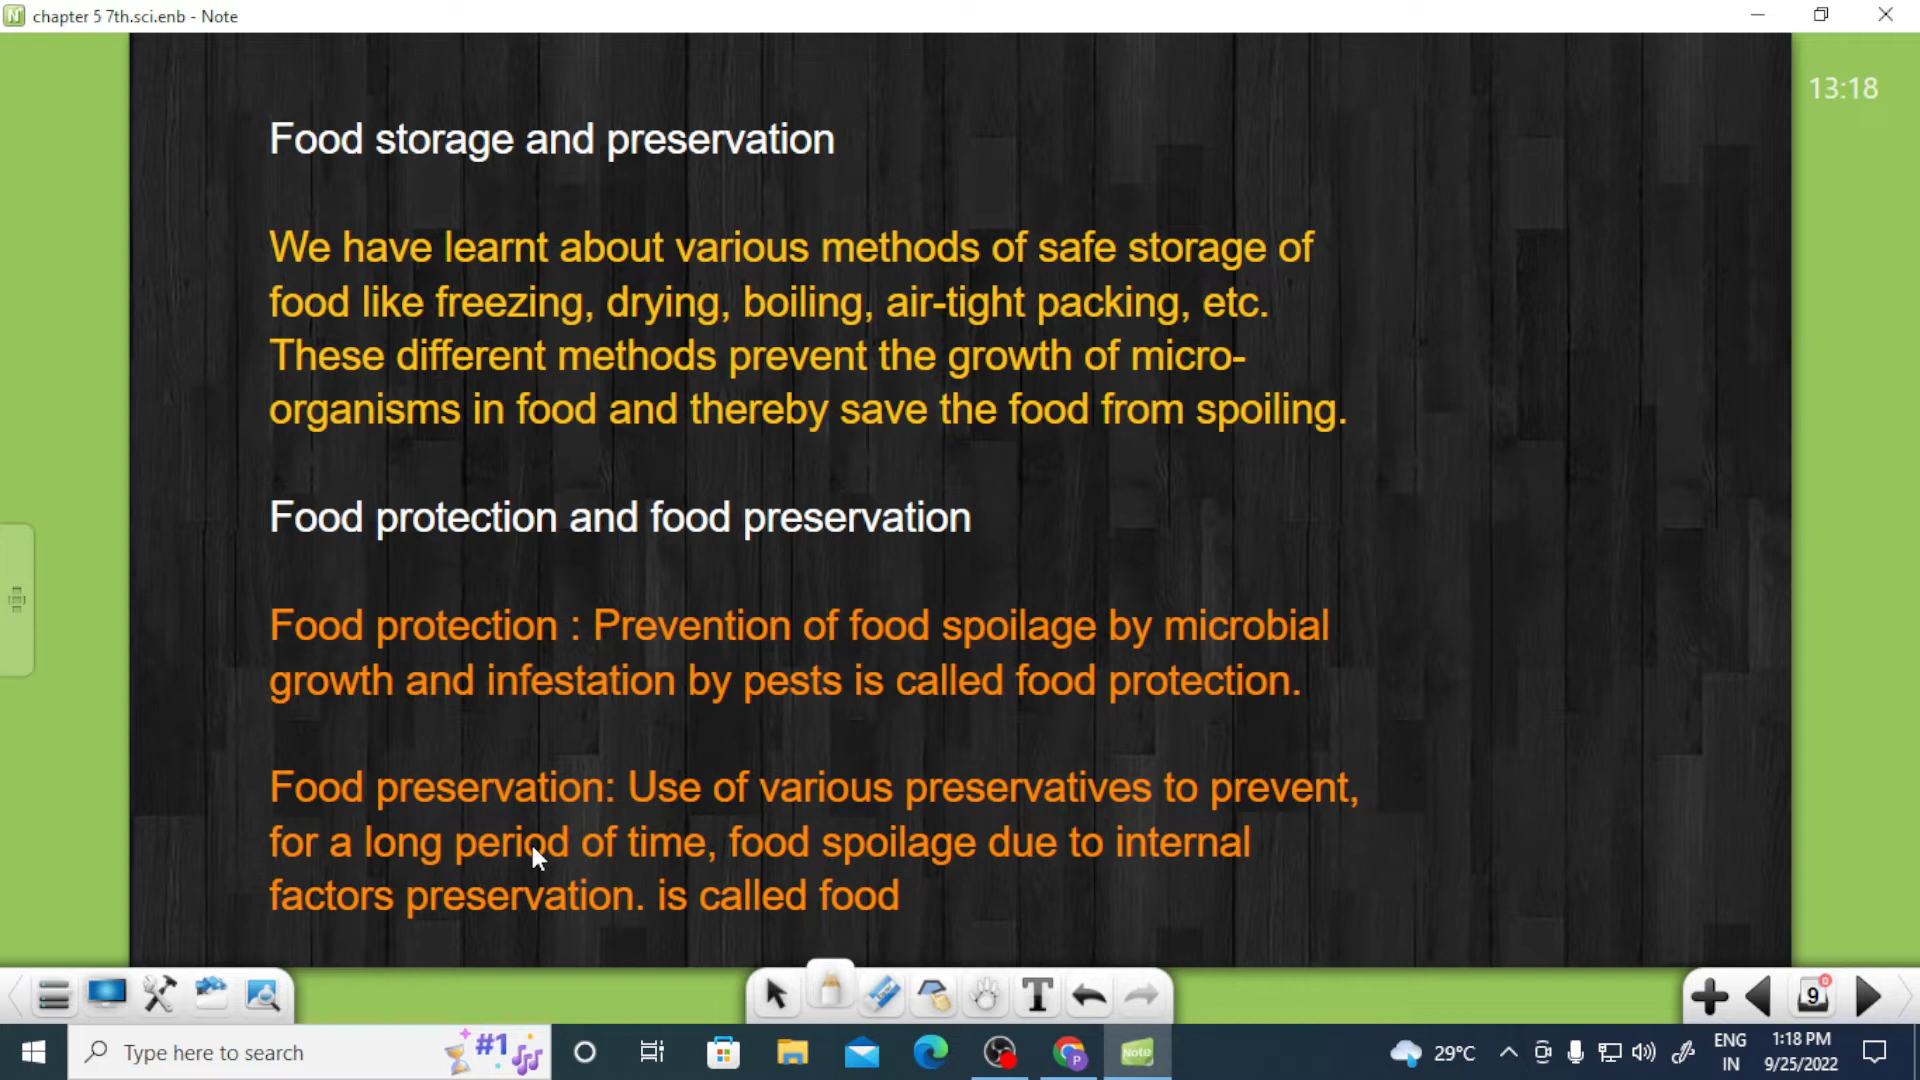 chapter 5 7th.sci.enb - Note
13:18
Food storage and preservation
We have learnt about various methods of safe storage of
food like freezing, drying, boiling, air-tight packing, etc.
These different methods prevent the growth of micro-
organisms in food and thereby save the food from spoiling.
Food protection and food preservation
Food protection : Prevention of food spoilage by microbial
growth and infestation by pests is called food protection.
Food preservation: Use of various preservatives to prevent,
for a long period of time, food spoilage due to internal
factors preservation. is called food
T
9
0
Type here to search
#1
P
Note
29°C
ENG
IN
1:18 PM
9/25/2022